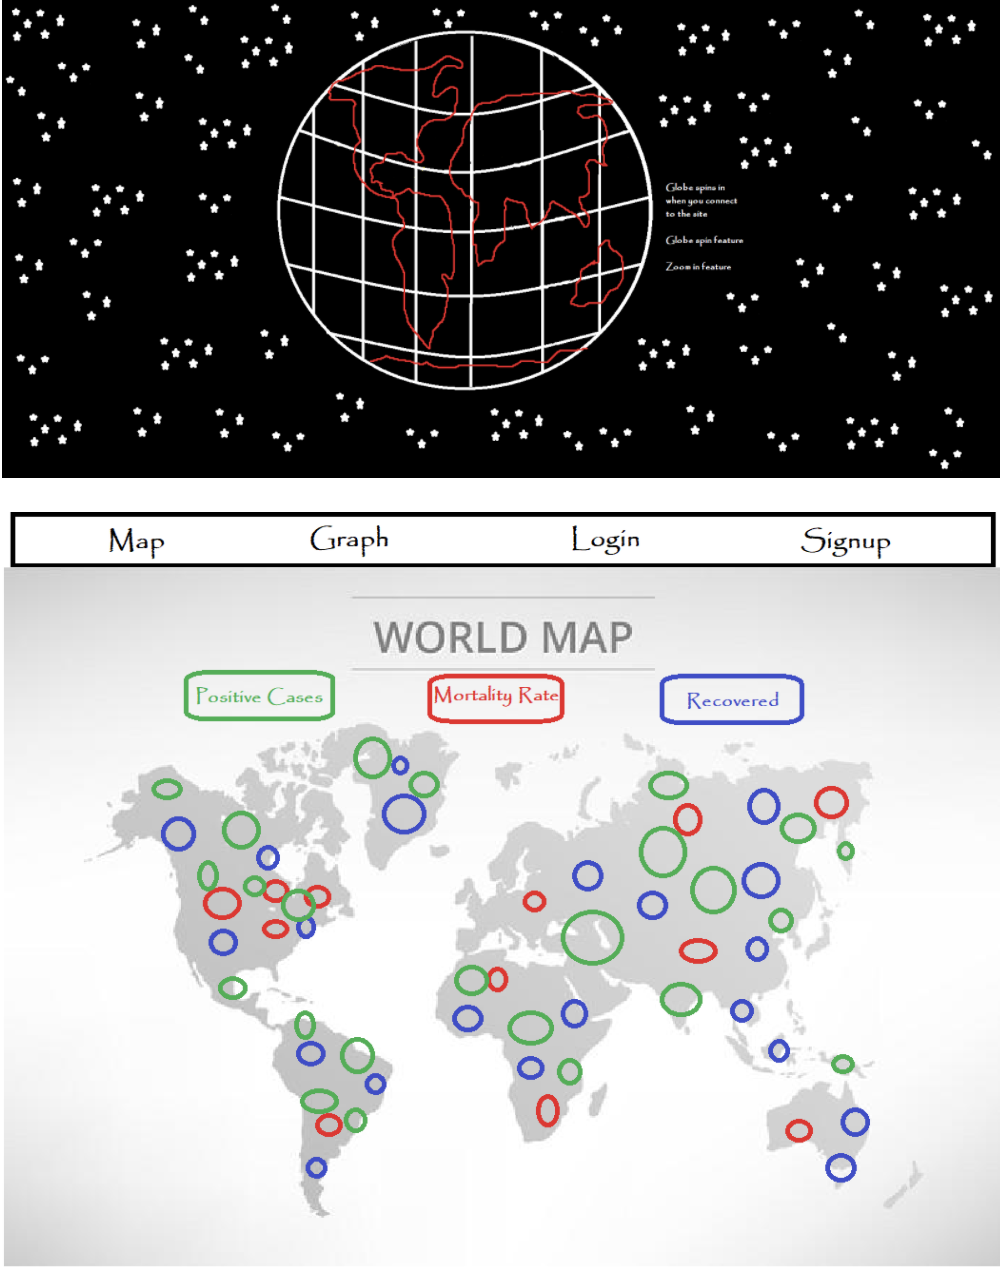 Globe spins in
when you connect
to the site
Globe spin feature
Zoom in feature
Map Graph Login Signup
WORLD MAP
Positive Cases Mortality Rate Recovered